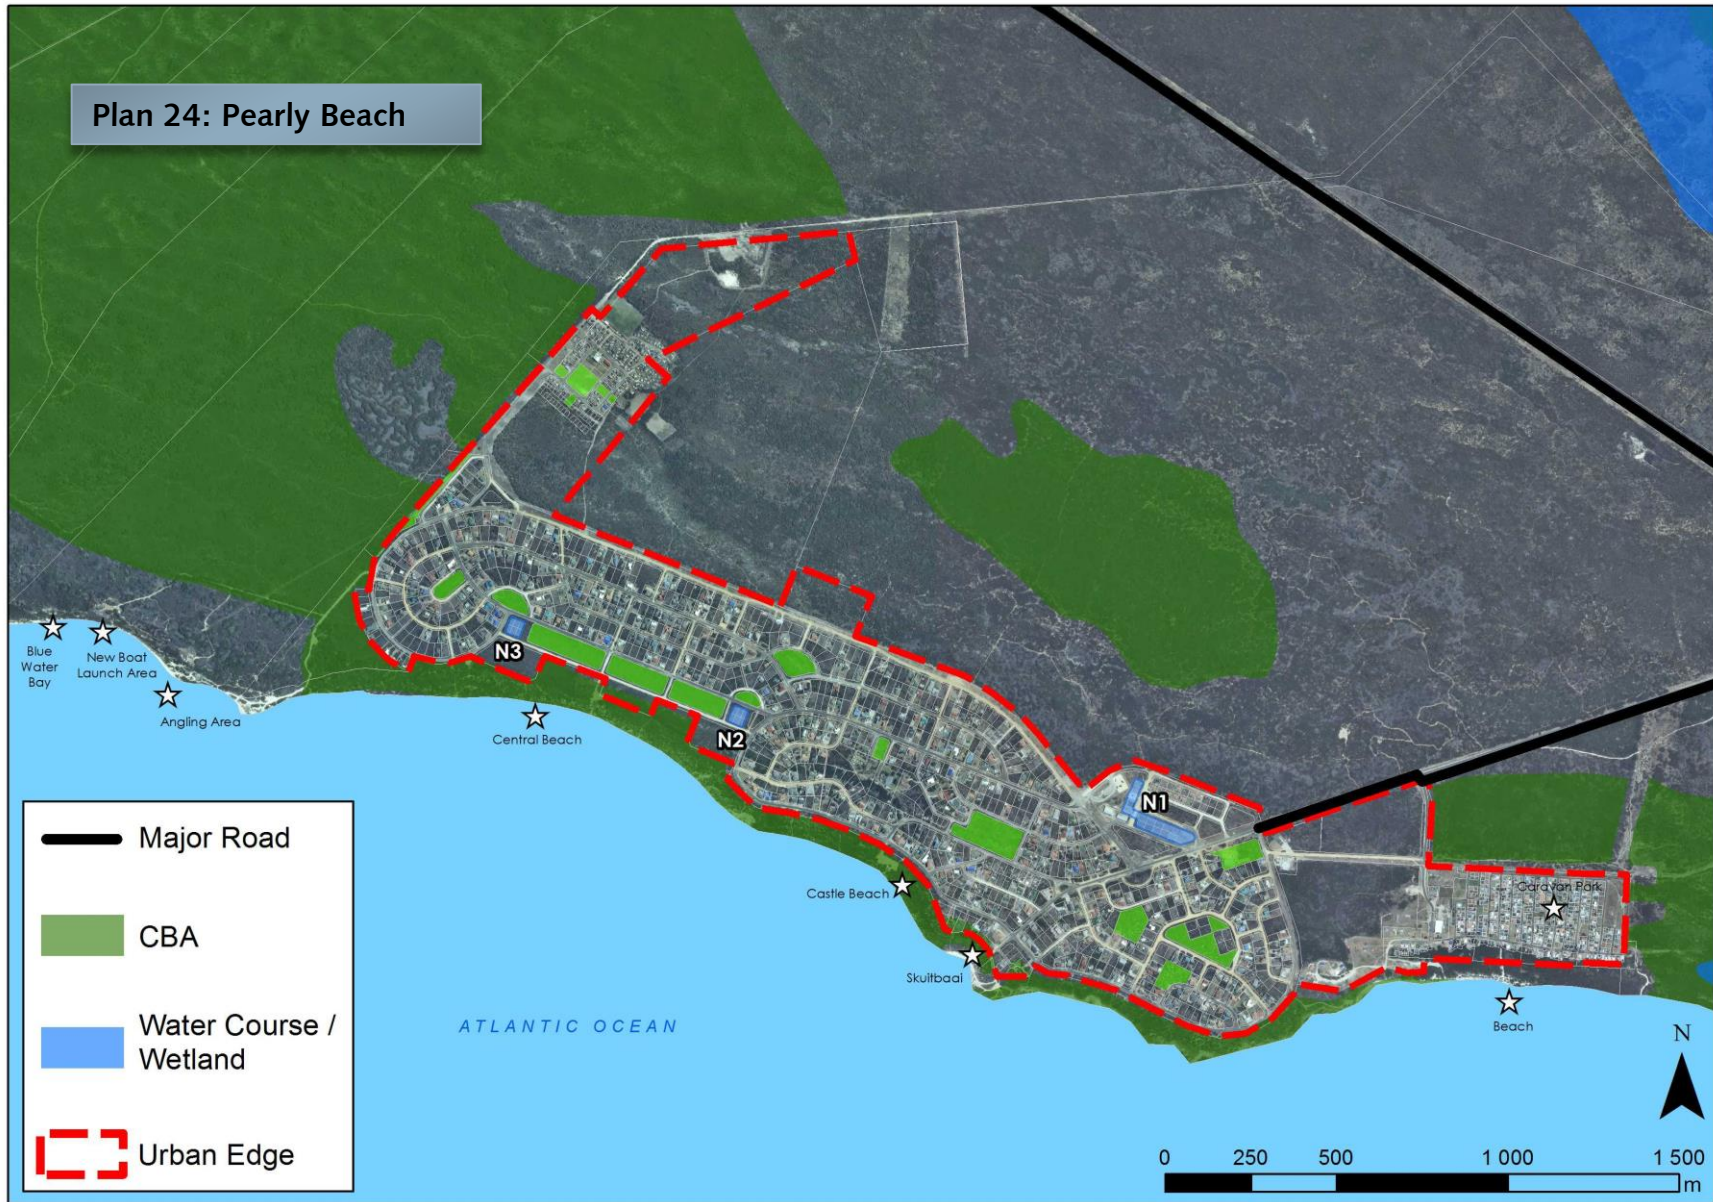 Plan 24: Pearly Beach
N3
N2
N1
Blue
Water
Bay
New Boat
Launch Area
Angling Area
Central Beach
Castle Beach
Skuitbaai
Caravan Park
Beach
ATLANTIC OCEAN
Major Road
CBA
Water Course /
Wetland
Urban Edge
N
0 250 500 1 000 1 500
m